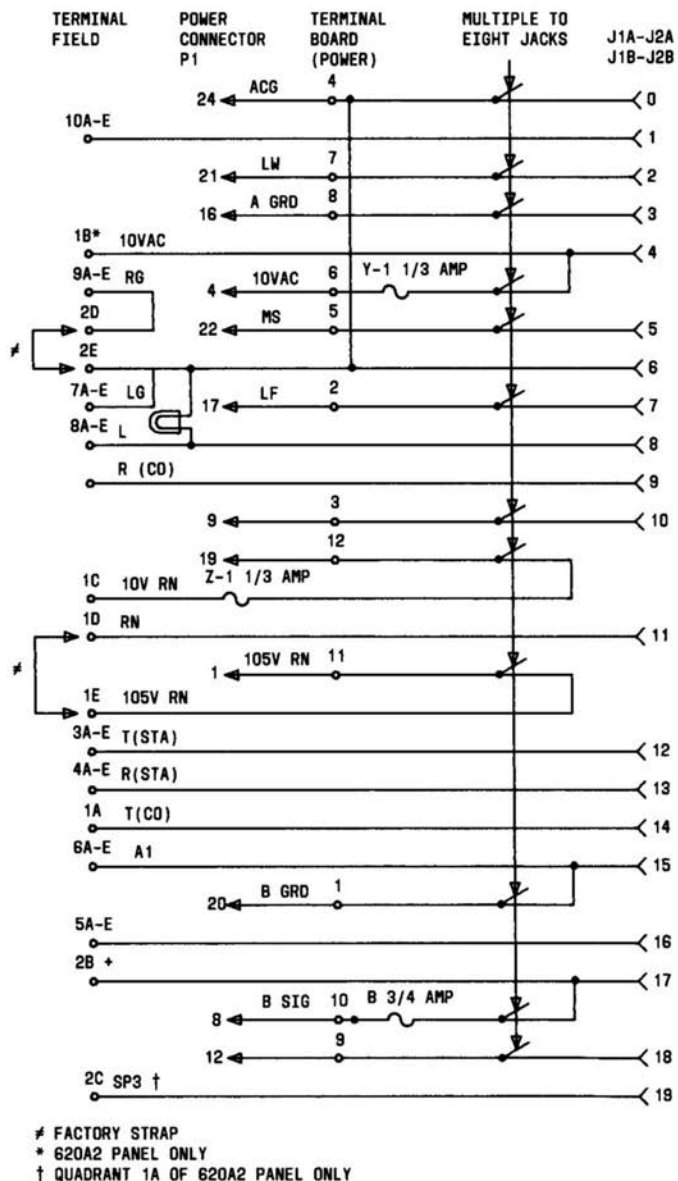 TERMINAL FIELD
POWER CONNECTOR P1
TERMINAL BOARD (POWER)
MULTIPLE TO EIGHT JACKS
J1A-J2A
J1B-J2B
24 ACG 4 0
10A-E 1
21 LW 7 2
16 A GRD 8 3
1B* 10VAC 4
9A-E RG 4 10VAC 6 Y-1 1/3 AMP
2D 22 MS 5 5
≠ 2E 6
7A-E LG 17 LF 2 7
8A-E L 8
R (CO) 9
9 3 10
19 12
1C 10V RN Z-1 1/3 AMP
1D RN 11
≠ 1 105V RN 11
1E 105V RN
3A-E T(STA) 12
4A-E R(STA) 13
1A T(CO) 14
6A-E A1 15
20 B GRD 1
5A-E 16
2B + 17
8 B SIG 10 B 3/4 AMP
12 9 18
2C SP3 † 19
≠ FACTORY STRAP
* 620A2 PANEL ONLY
† QUADRANT 1A OF 620A2 PANEL ONLY